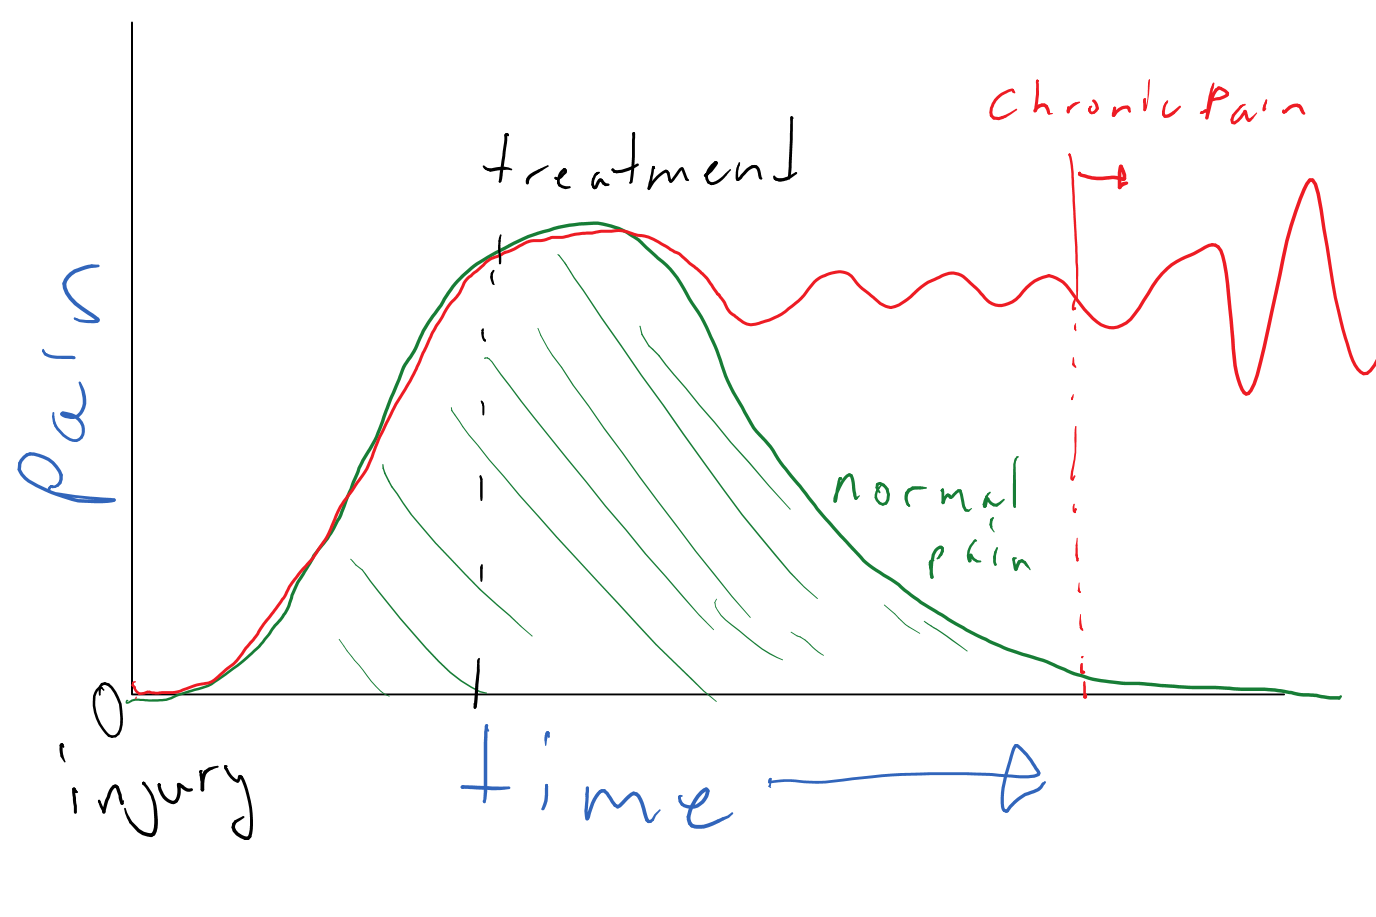 Chronic Pain
treatment
Pain
normal
pain
0
injury
time